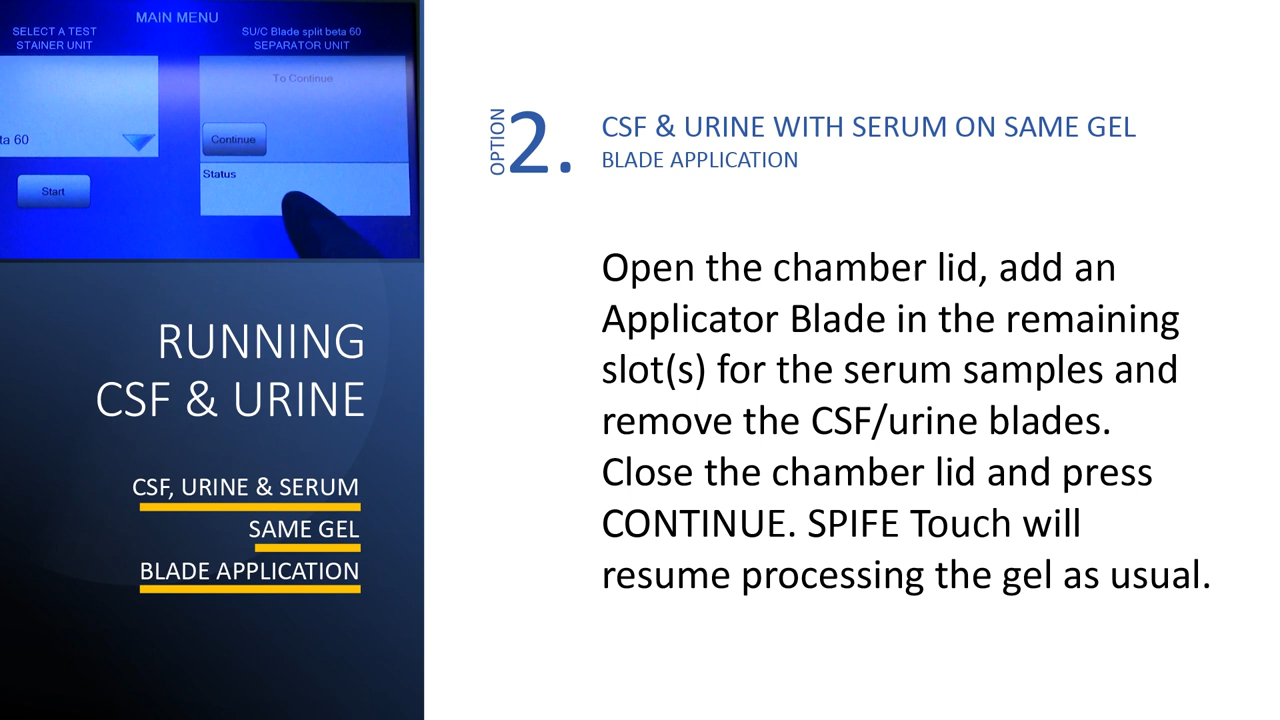 MAIN MENU
SELECT A TEST
STAINER UNIT
SU/C Blade split beta 60
SEPARATOR UNIT
To Continue
ta 60
Continue
Start
Status
RUNNING
CSF & URINE
CSF, URINE & SERUM
SAME GEL
BLADE APPLICATION
OPTION
2.
CSF & URINE WITH SERUM ON SAME GEL
BLADE APPLICATION
Open the chamber lid, add an
Applicator Blade in the remaining
slot(s) for the serum samples and
remove the CSF/urine blades.
Close the chamber lid and press
CONTINUE. SPIFE Touch will
resume processing the gel as usual.